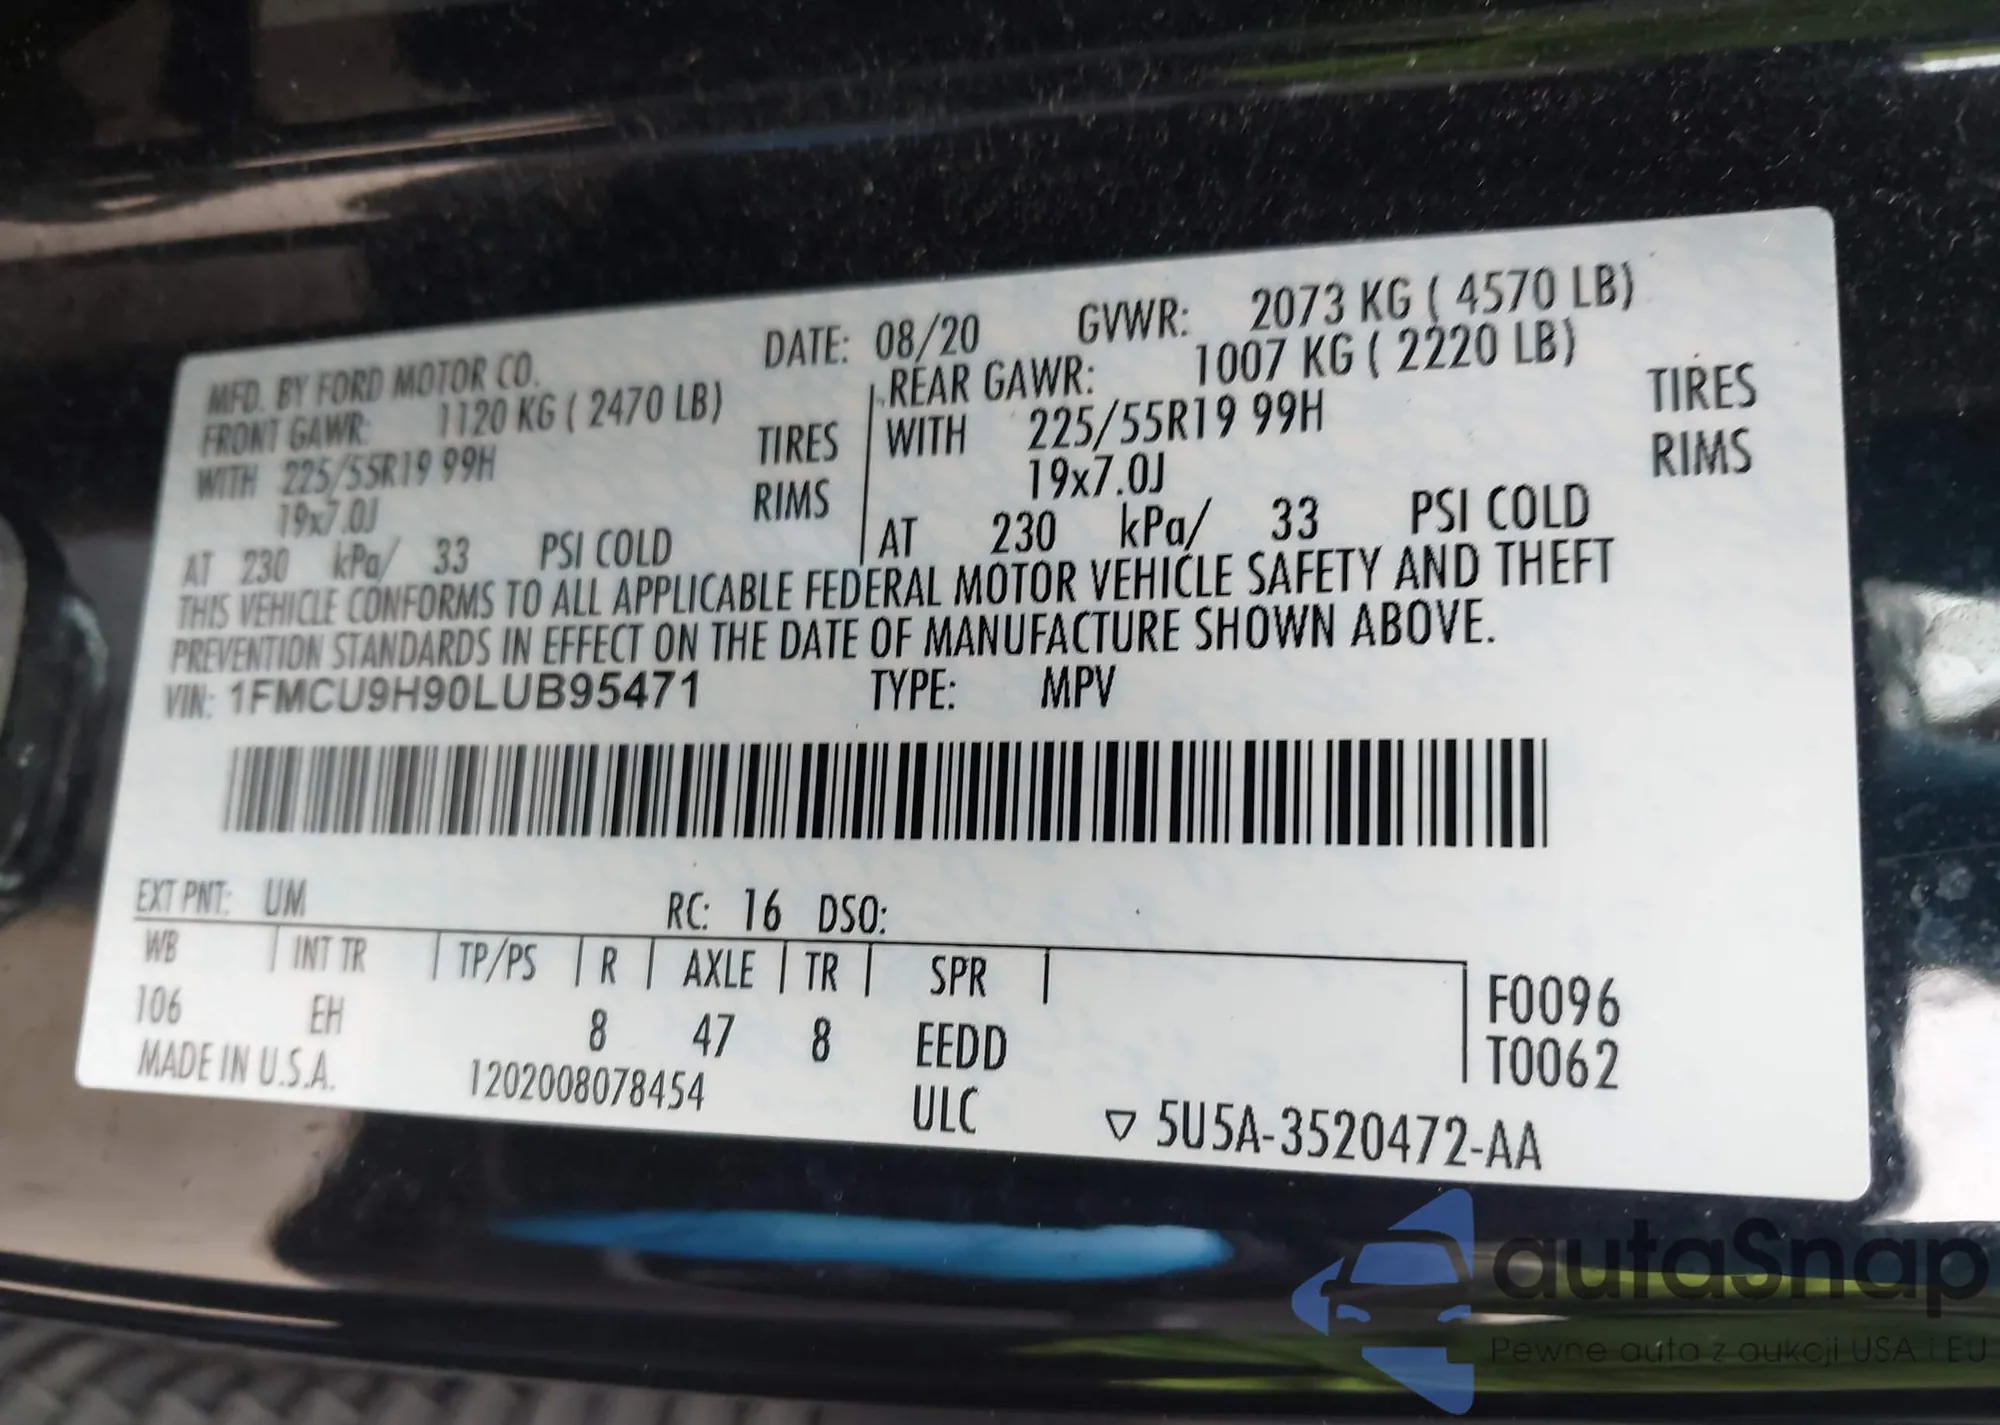 MFD. BY FORD MOTOR CO. DATE: 08/20 GVWR: 2073 KG ( 4570 LB)
FRONT GAWR: 1120 KG ( 2470 LB)
WITH 225/55R19 99H TIRES
19x7.0J RIMS
AT 230 kPa/ 33 PSI COLD
REAR GAWR: 1007 KG ( 2220 LB)
WITH 225/55R19 99H TIRES
19x7.0J RIMS
AT 230 kPa/ 33 PSI COLD
THIS VEHICLE CONFORMS TO ALL APPLICABLE FEDERAL MOTOR VEHICLE SAFETY AND THEFT
PREVENTION STANDARDS IN EFFECT ON THE DATE OF MANUFACTURE SHOWN ABOVE.
VIN: 1FMCU9H90LUB95471 TYPE: MPV
EXT PNT: UM RC: 16 DSO:
WB | INT TR | TP/PS | R | AXLE | TR | SPR |
106 EH 8 47 8 EEDD
F0096
T0062
MADE IN U.S.A. 1202008078454 ULC ▽ 5U5A-3520472-AA
autaSnap
Pewne auta z aukcji USA i EU